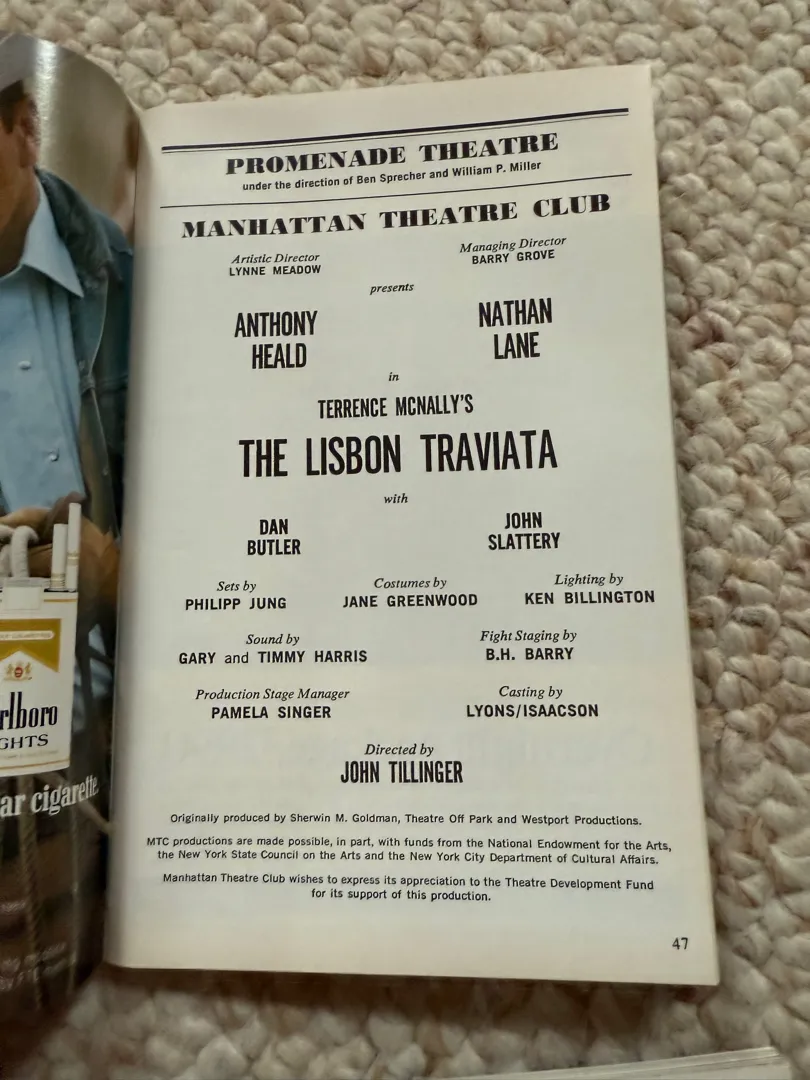 PROMENADE THEATRE
under the direction of Ben Sprecher and William P. Miller
MANHATTAN THEATRE CLUB
Artistic Director
LYNNE MEADOW
Managing Director
BARRY GROVE
presents
ANTHONY
HEALD
NATHAN
LANE
in
TERRENCE MCNALLY'S
THE LISBON TRAVIATA
with
DAN
BUTLER
JOHN
SLATTERY
Sets by
PHILIPP JUNG
Costumes by
JANE GREENWOOD
Lighting by
KEN BILLINGTON
Sound by
GARY and TIMMY HARRIS
Fight Staging by
B.H. BARRY
Production Stage Manager
PAMELA SINGER
Casting by
LYONS/ISAACSON
Directed by
JOHN TILLINGER
Originally produced by Sherwin M. Goldman, Theatre Off Park and Westport Productions.
MTC productions are made possible, in part, with funds from the National Endowment for the Arts,
the New York State Council on the Arts and the New York City Department of Cultural Affairs.
Manhattan Theatre Club wishes to express its appreciation to the Theatre Development Fund
for its support of this production.
47
rlboro
GHTS
ar cigarette.